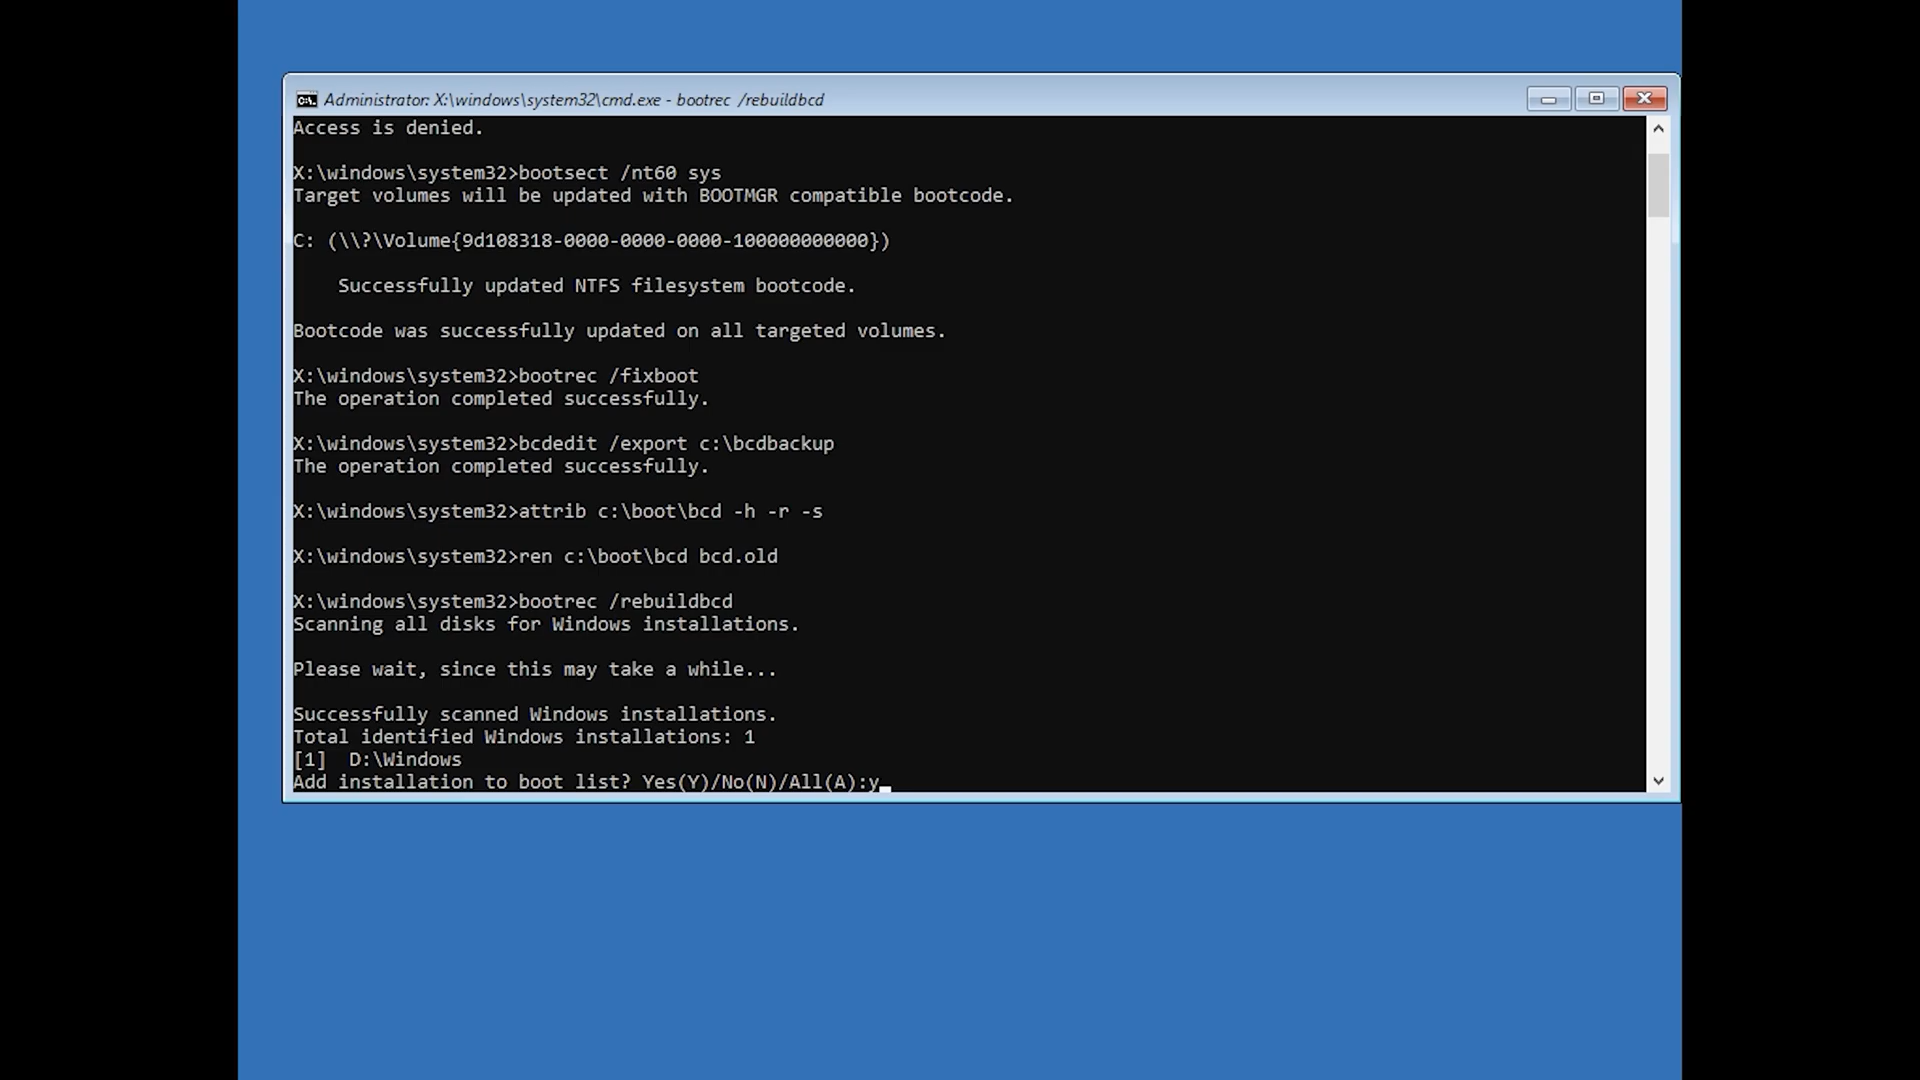 Administrator: X:\windows\system32\cmd.exe - bootrec /rebuildbcd
Access is denied.
X:\windows\system32>bootsect /nt60 sys
Target volumes will be updated with BOOTMGR compatible bootcode.
C: (\\?\Volume{9d108318-0000-0000-0000-100000000000})
Successfully updated NTFS filesystem bootcode.
Bootcode was successfully updated on all targeted volumes.
X:\windows\system32>bootrec /fixboot
The operation completed successfully.
X:\windows\system32>bcdedit /export c:\bcdbackup
The operation completed successfully.
X:\windows\system32>attrib c:\boot\bcd -h -r -s
X:\windows\system32>ren c:\boot\bcd bcd.old
X:\windows\system32>bootrec /rebuildbcd
Scanning all disks for Windows installations.
Please wait, since this may take a while...
Successfully scanned Windows installations.
Total identified Windows installations: 1
[1]  D:\Windows
Add installation to boot list? Yes(Y)/No(N)/All(A):y